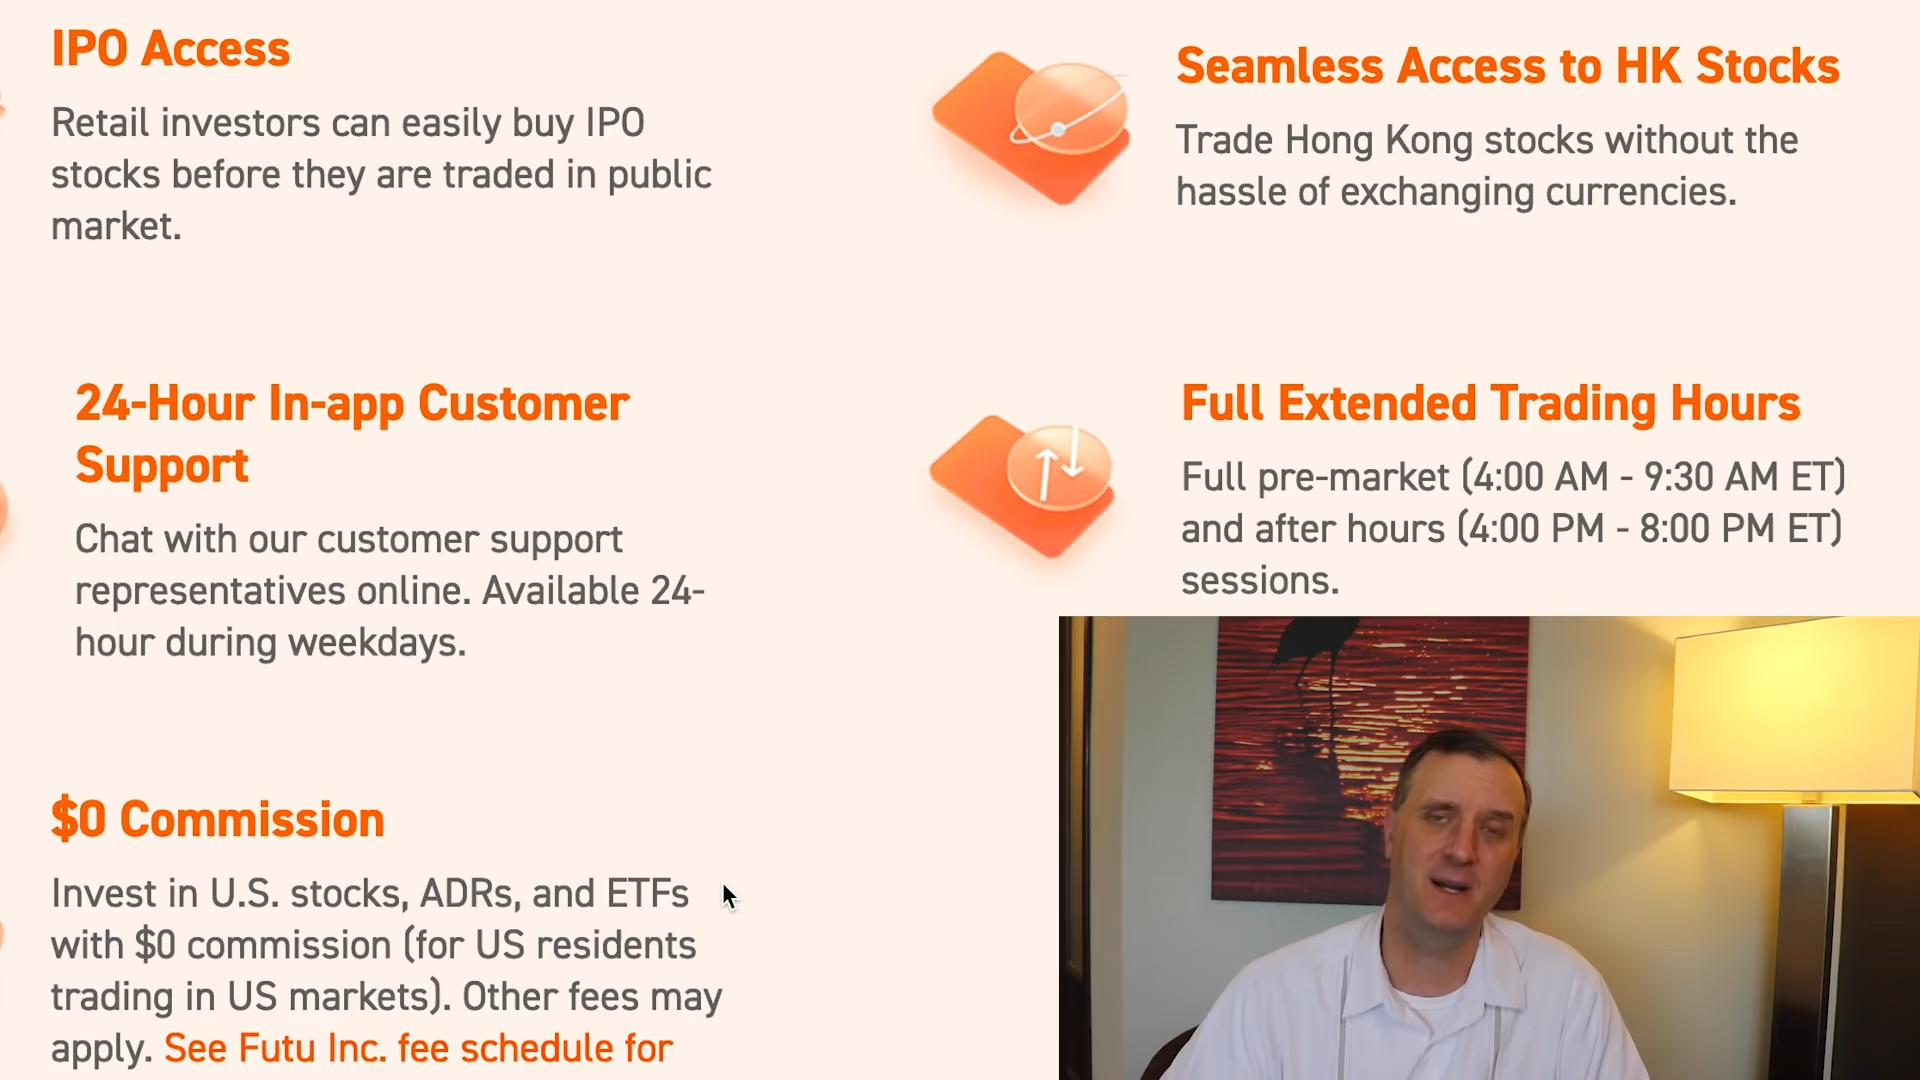 IPO Access
Retail investors can easily buy IPO
stocks before they are traded in public
market.
Seamless Access to HK Stocks
Trade Hong Kong stocks without the
hassle of exchanging currencies.
24-Hour In-app Customer
Support
Chat with our customer support
representatives online. Available 24-
hour during weekdays.
Full Extended Trading Hours
Full pre-market (4:00 AM - 9:30 AM ET)
and after hours (4:00 PM - 8:00 PM ET)
sessions.
$0 Commission
Invest in U.S. stocks, ADRs, and ETFs
with $0 commission (for US residents
trading in US markets). Other fees may
apply. See Futu Inc. fee schedule for